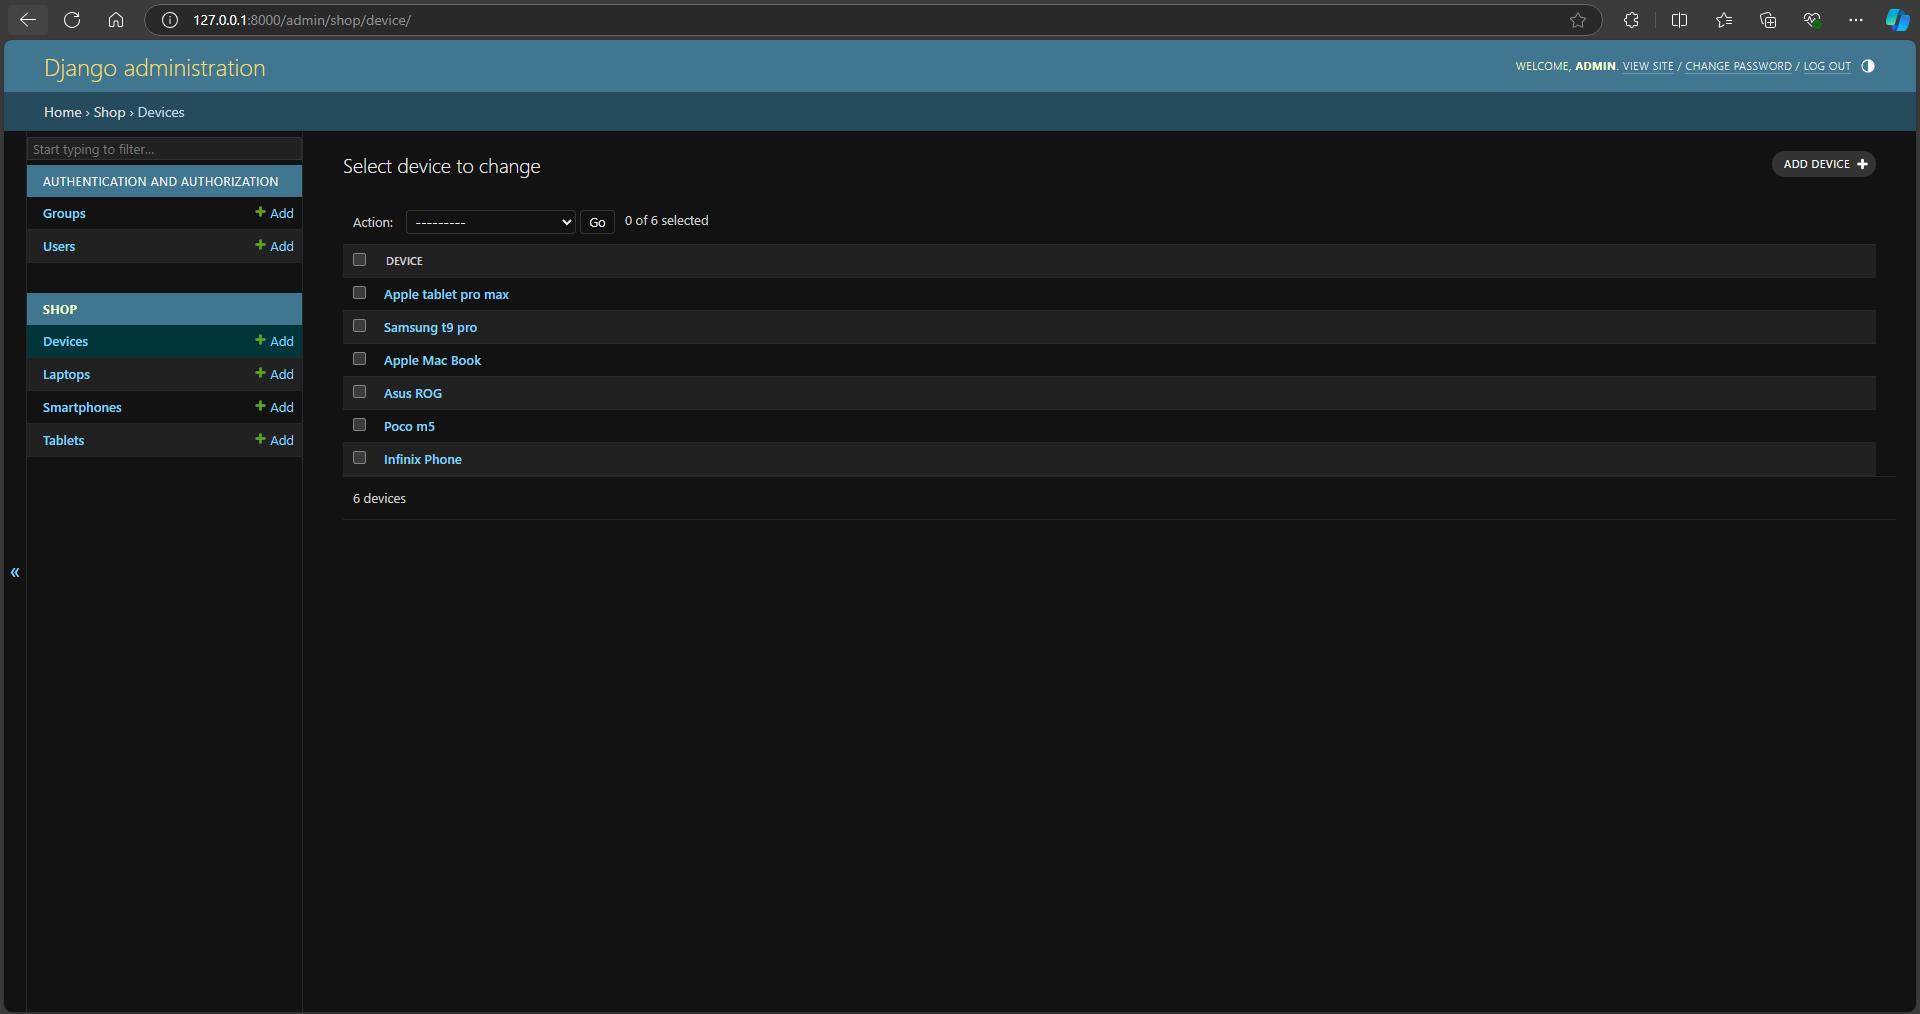 127.0.0.1:8000/admin/shop/device/
Django administration
WELCOME, ADMIN. VIEW SITE / CHANGE PASSWORD / LOG OUT
Home › Shop › Devices
Start typing to filter...
AUTHENTICATION AND AUTHORIZATION
Groups + Add
Users + Add
SHOP
Devices + Add
Laptops + Add
Smartphones + Add
Tablets + Add
«
Select device to change
ADD DEVICE +
Action: --------- Go 0 of 6 selected
DEVICE
Apple tablet pro max
Samsung t9 pro
Apple Mac Book
Asus ROG
Poco m5
Infinix Phone
6 devices